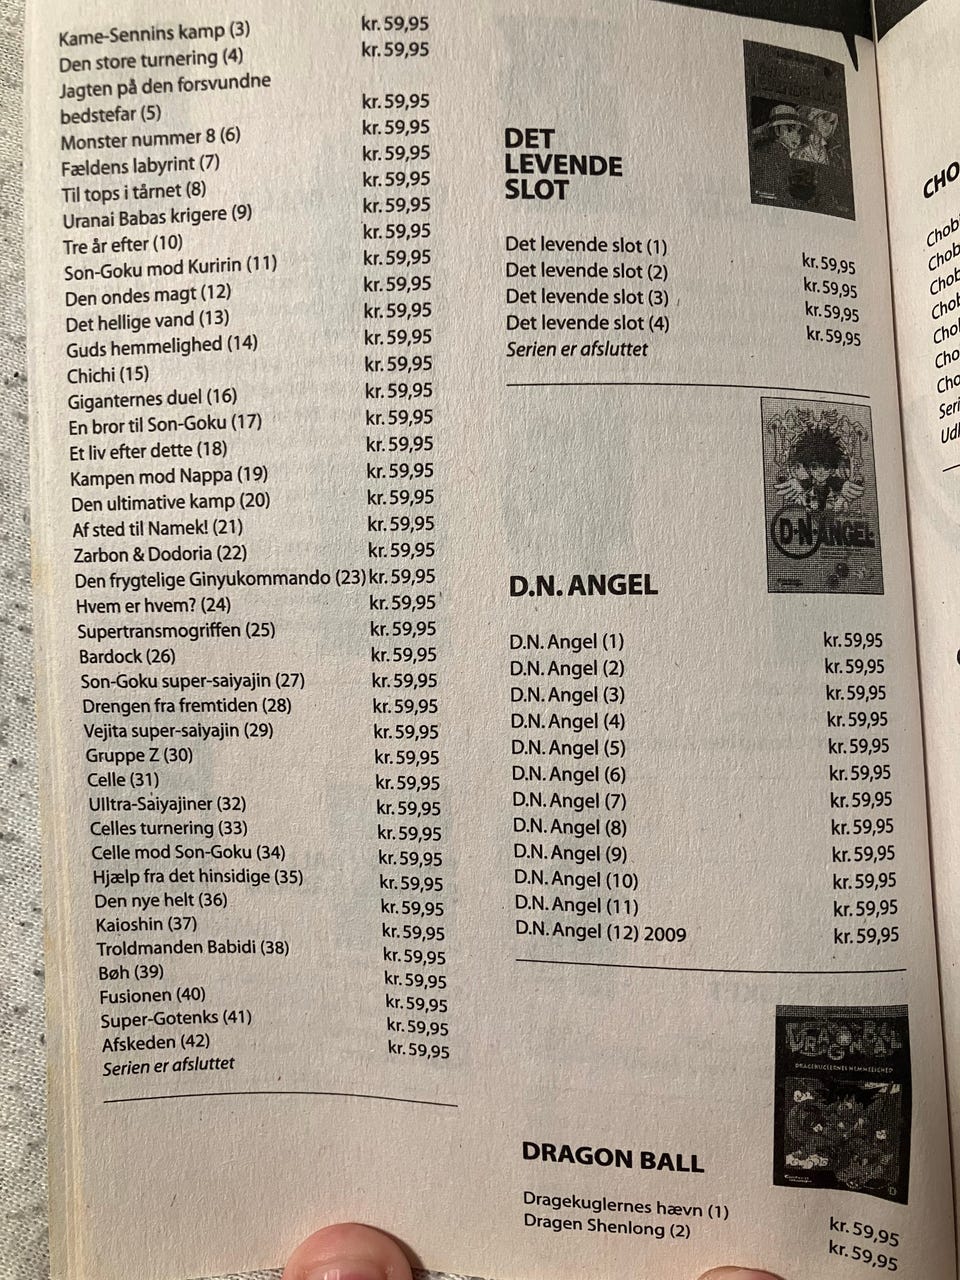 Kame-Sennins kamp (3) kr. 59,95
Den store turnering (4) kr. 59,95
Jagten på den forsvundne
bedstefar (5) kr. 59,95
Monster nummer 8 (6) kr. 59,95
Fældens labyrint (7) kr. 59,95
Til tops i tårnet (8) kr. 59,95
Uranai Babas krigere (9) kr. 59,95
Tre år efter (10) kr. 59,95
Son-Goku mod Kuririn (11) kr. 59,95
Den ondes magt (12) kr. 59,95
Det hellige vand (13) kr. 59,95
Guds hemmelighed (14) kr. 59,95
Chichi (15) kr. 59,95
Giganternes duel (16) kr. 59,95
En bror til Son-Goku (17) kr. 59,95
Et liv efter dette (18) kr. 59,95
Kampen mod Nappa (19) kr. 59,95
Den ultimative kamp (20) kr. 59,95
Af sted til Namek! (21) kr. 59,95
Zarbon & Dodoria (22) kr. 59,95
Den frygtelige Ginyukommando (23) kr. 59,95
Hvem er hvem? (24) kr. 59,95
Supertransmogriffen (25) kr. 59,95
Bardock (26) kr. 59,95
Son-Goku super-saiyajin (27) kr. 59,95
Drengen fra fremtiden (28) kr. 59,95
Vejita super-saiyajin (29) kr. 59,95
Gruppe Z (30) kr. 59,95
Celle (31) kr. 59,95
Ulltra-Saiyajiner (32) kr. 59,95
Celles turnering (33) kr. 59,95
Celle mod Son-Goku (34) kr. 59,95
Hjælp fra det hinsidige (35) kr. 59,95
Den nye helt (36) kr. 59,95
Kaioshin (37) kr. 59,95
Troldmanden Babidi (38) kr. 59,95
Bøh (39) kr. 59,95
Fusionen (40) kr. 59,95
Super-Gotenks (41) kr. 59,95
Afskeden (42) kr. 59,95
Serien er afsluttet
DET
LEVENDE
SLOT
Det levende slot (1) kr. 59,95
Det levende slot (2) kr. 59,95
Det levende slot (3) kr. 59,95
Det levende slot (4) kr. 59,95
Serien er afsluttet
D·N·ANGEL
D.N. ANGEL
D.N. Angel (1) kr. 59,95
D.N. Angel (2) kr. 59,95
D.N. Angel (3) kr. 59,95
D.N. Angel (4) kr. 59,95
D.N. Angel (5) kr. 59,95
D.N. Angel (6) kr. 59,95
D.N. Angel (7) kr. 59,95
D.N. Angel (8) kr. 59,95
D.N. Angel (9) kr. 59,95
D.N. Angel (10) kr. 59,95
D.N. Angel (11) kr. 59,95
D.N. Angel (12) 2009 kr. 59,95
DRAGON BALL
DRAGEKUGLERNES HEMMELIGHED
DRAGON BALL
Dragekuglernes hævn (1) kr. 59,95
Dragen Shenlong (2) kr. 59,95
CHO
Chob
Chob
Chob
Chob
Chob
Cho
Cho
Seri
Udl